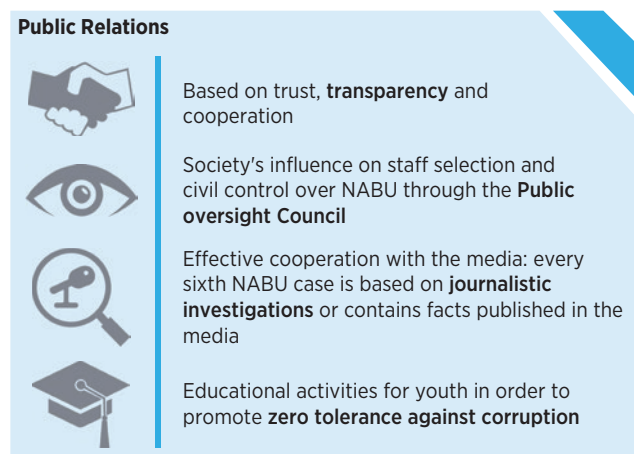 Public Relations
Based on trust, transparency and
cooperation
Society's influence on staff selection and
civil control over NABU through the Public
oversight Council
Effective cooperation with the media: every
sixth NABU case is based on journalistic
investigations or contains facts published in the
media
Educational activities for youth in order to
promote zero tolerance against corruption